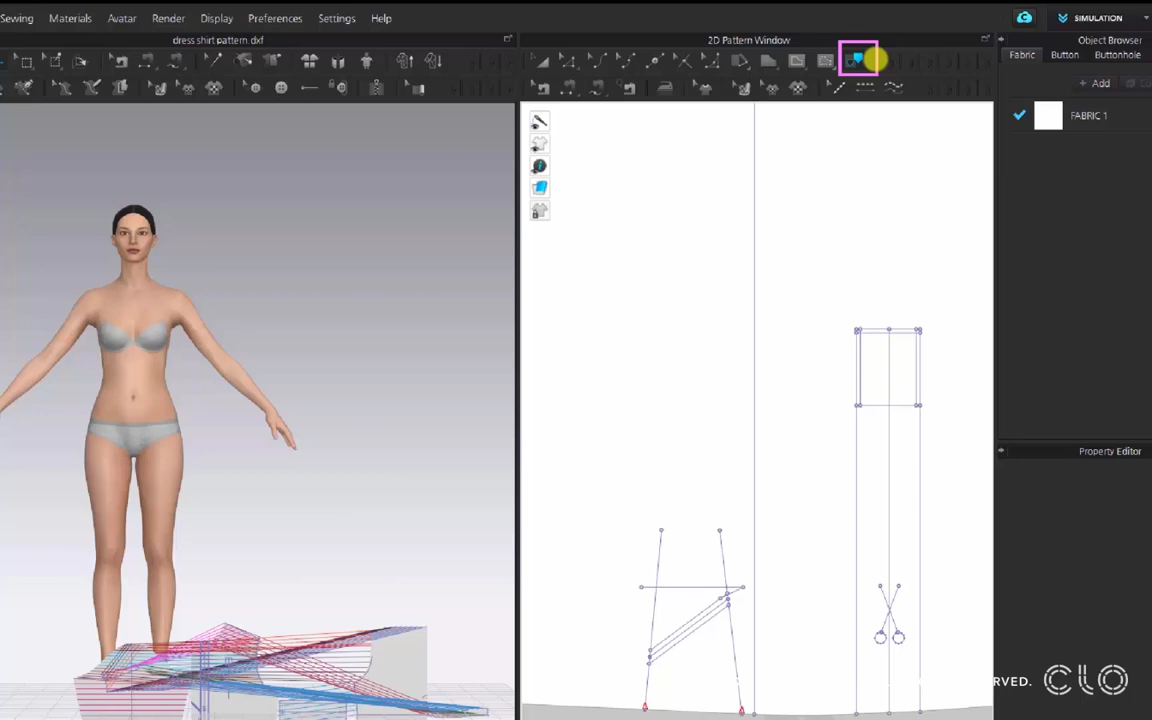 Sewing Materials Avatar Render Display Preferences Settings Help
SIMULATION
dress shirt pattern.dxf
2D Pattern Window
Object Browser
Fabric Button Buttonhole
+ Add
FABRIC 1
Property Editor
ERVED. CLO